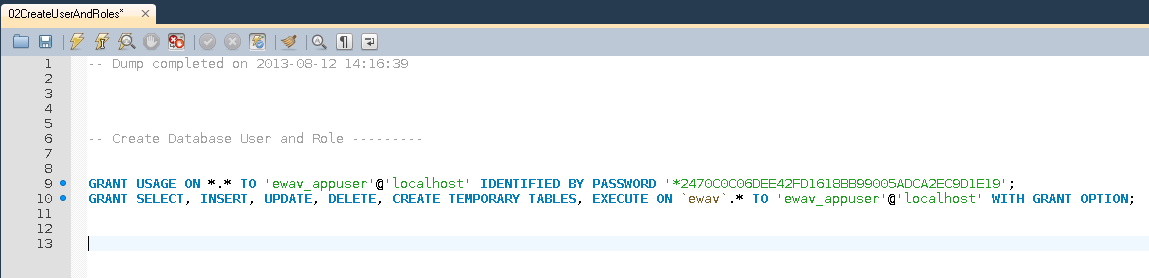 02CreateUserAndRoles*
1 -- Dump completed on 2013-08-12 14:16:39
2
3
4
5
6 -- Create Database User and Role ---------
7
8
9 GRANT USAGE ON *.* TO 'ewav_appuser'@'localhost' IDENTIFIED BY PASSWORD '*2470C0C06DEE42FD1618BB99005ADCA2EC9D1E19';
10 GRANT SELECT, INSERT, UPDATE, DELETE, CREATE TEMPORARY TABLES, EXECUTE ON `ewav`.* TO 'ewav_appuser'@'localhost' WITH GRANT OPTION;
11
12
13